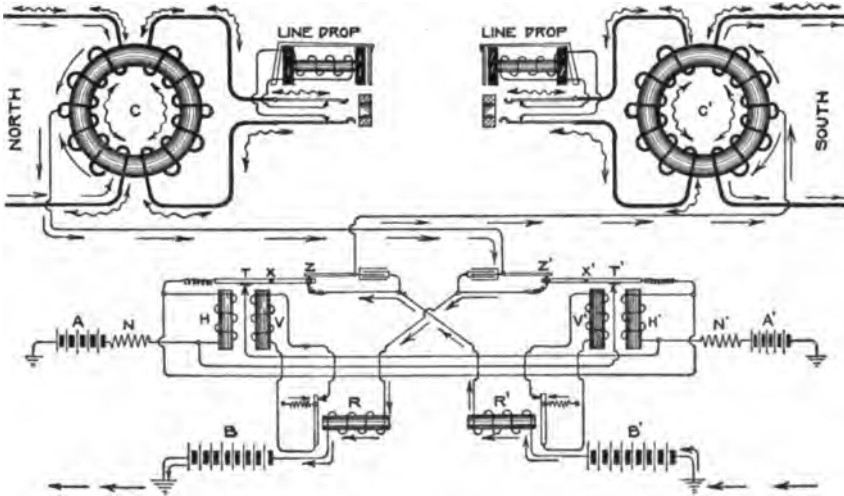 LINE DROP LINE DROP
NORTH C C' SOUTH
T X Z Z' X' T'
A N H V V' H' N' A'
R R'
B B'